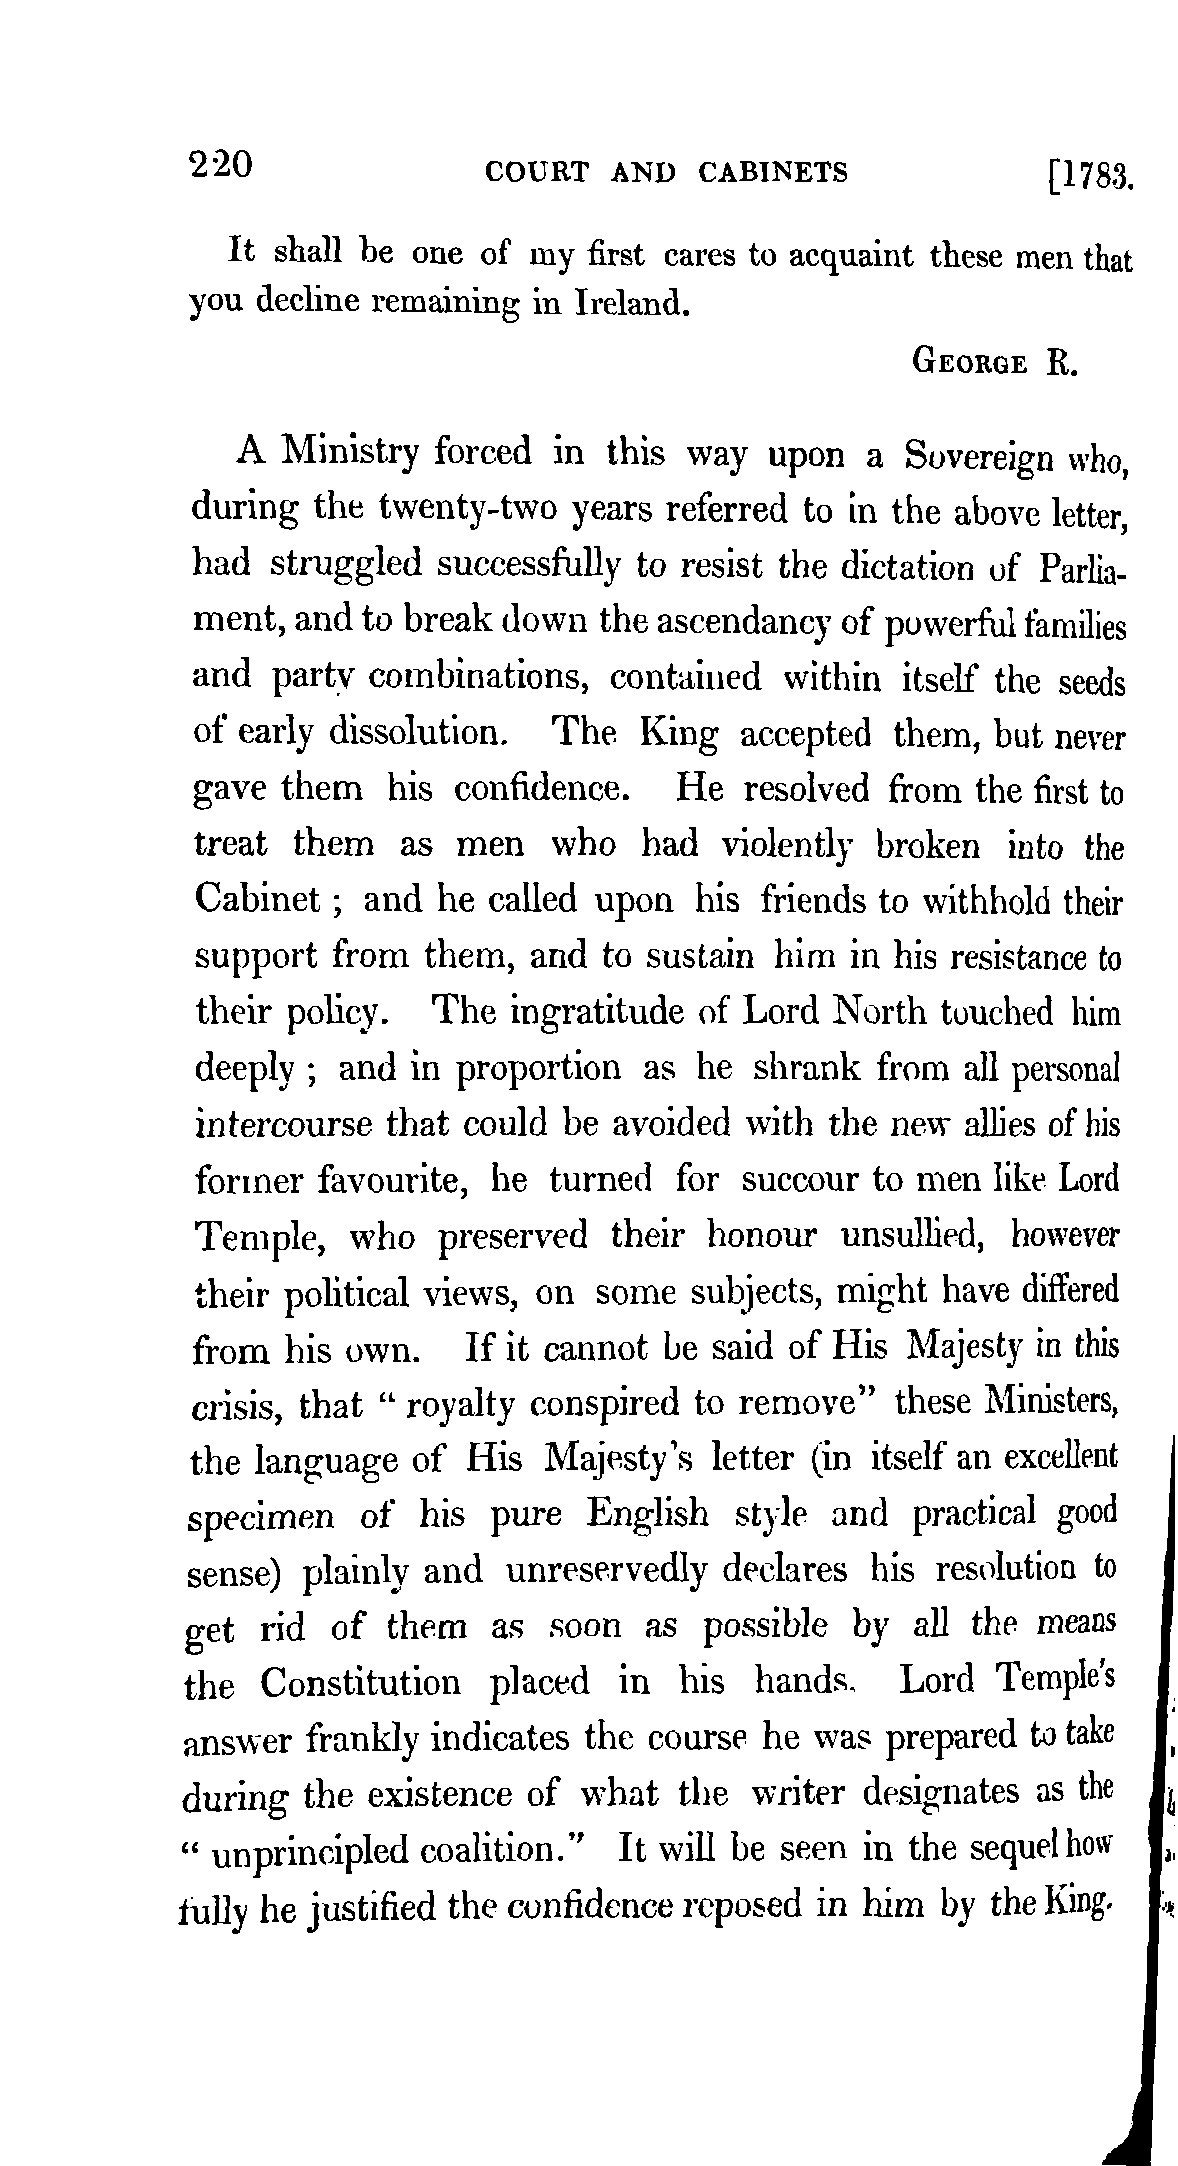 220 COURT AND CABINETS [1783.
It shall be one of my first cares to acquaint these men that
you decline remaining in Ireland.
GEORGE R.
A Ministry forced in this way upon a Sovereign who,
during the twenty-two years referred to in the above letter,
had struggled successfully to resist the dictation of Parlia-
ment, and to break down the ascendancy of powerful families
and party combinations, contained within itself the seeds
of early dissolution. The King accepted them, but never
gave them his confidence. He resolved from the first to
treat them as men who had violently broken into the
Cabinet ; and he called upon his friends to withhold their
support from them, and to sustain him in his resistance to
their policy. The ingratitude of Lord North touched him
deeply ; and in proportion as he shrank from all personal
intercourse that could be avoided with the new allies of his
former favourite, he turned for succour to men like Lord
Temple, who preserved their honour unsullied, however
their political views, on some subjects, might have differed
from his own. If it cannot be said of His Majesty in this
crisis, that “ royalty conspired to remove” these Ministers,
the language of His Majesty's letter (in itself an excellent
specimen of his pure English style and practical good
sense) plainly and unreservedly declares his resolution to
get rid of them as soon as possible by all the means
the Constitution placed in his hands. Lord Temple's
answer frankly indicates the course he was prepared to take
during the existence of what the writer designates as the
“ unprincipled coalition.” It will be seen in the sequel how
fully he justified the confidence reposed in him by the King.